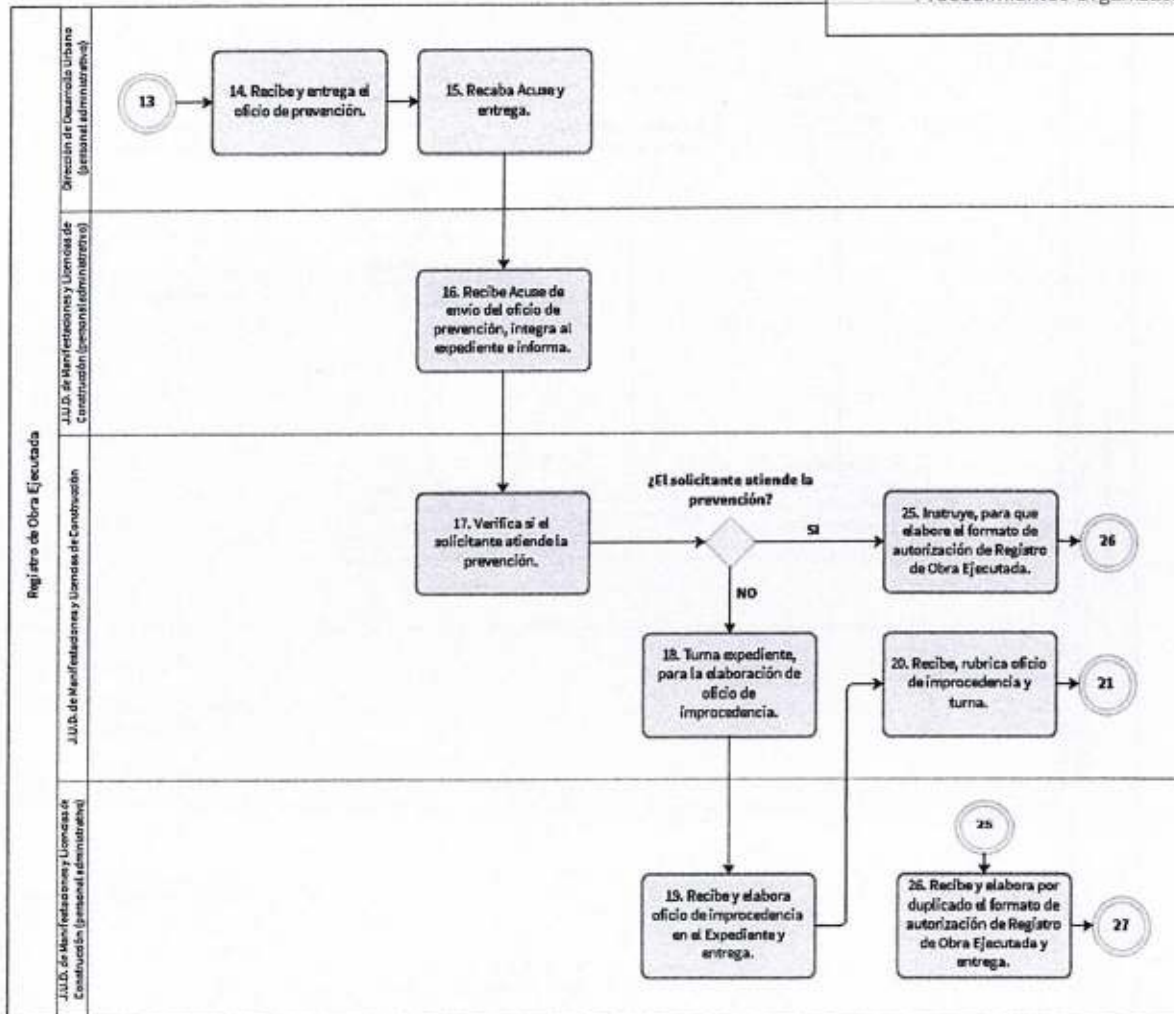 Registro de Obra Ejecutada
Dirección de Desarrollo Urbano
(personal administrativo)
13
14. Recibe y entrega el
oficio de prevención.
15. Recaba Acuse y
entrega.
J.U.D. de Manifestaciones y Licencias de
Construcción (personal administrativo)
16. Recibe Acuse de
envío del oficio de
prevención, integra al
expediente e informa.
J.U.D. de Manifestaciones y Licencias de Construcción
17. Verifica si el
solicitante atiende la
prevención.
¿El solicitante atiende la
prevención?
SI
25. Instruye, para que
elabore el formato de
autorización de Registro
de Obra Ejecutada.
26
NO
18. Turna expediente,
para la elaboración de
oficio de
improcedencia.
20. Recibe, rubrica oficio
de improcedencia y
turna.
21
J.U.D. de Manifestaciones y Licencias de
Construcción (personal administrativo)
19. Recibe y elabora
oficio de improcedencia
en el Expediente y
entrega.
25
26. Recibe y elabora por
duplicado el formato de
autorización de Registro
de Obra Ejecutada y
entrega.
27